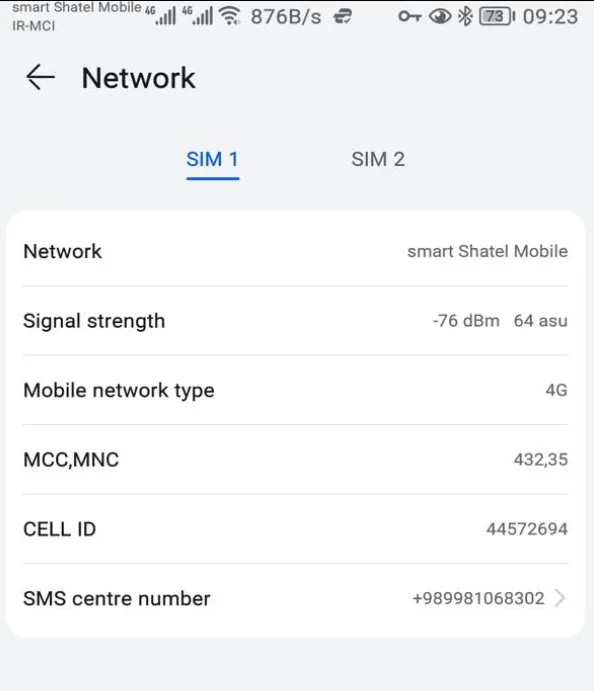 smart Shatel Mobile 4G 4G 876B/s 73 09:23
IR-MCI
Network
SIM 1 SIM 2
Network smart Shatel Mobile
Signal strength -76 dBm 64 asu
Mobile network type 4G
MCC,MNC 432,35
CELL ID 44572694
SMS centre number +989981068302